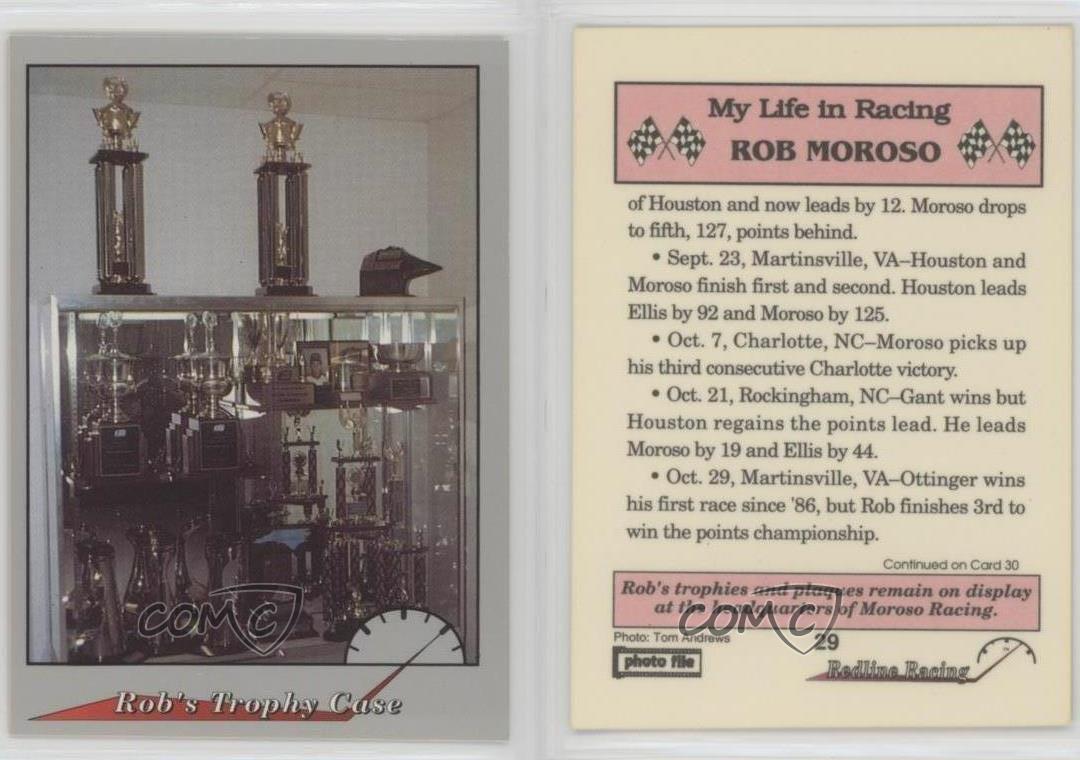 Rob's Trophy Case
COMC
My Life in Racing
ROB MOROSO
of Houston and now leads by 12. Moroso drops
to fifth, 127, points behind.
• Sept. 23, Martinsville, VA–Houston and
Moroso finish first and second. Houston leads
Ellis by 92 and Moroso by 125.
• Oct. 7, Charlotte, NC–Moroso picks up
his third consecutive Charlotte victory.
• Oct. 21, Rockingham, NC–Gant wins but
Houston regains the points lead. He leads
Moroso by 19 and Ellis by 44.
• Oct. 29, Martinsville, VA–Ottinger wins
his first race since '86, but Rob finishes 3rd to
win the points championship.
Continued on Card 30
Rob's trophies and plaques remain on display
at the headquarters of Moroso Racing.
COMC
Photo: Tom Andrews
29
photo file
Redline Racing